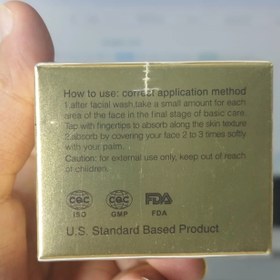 How to use: correct application method
1.after facial wash,take a small amount for each
area of the face in the final stage of basic care.
Tap with fingertips to absorb along the skin texture
2.absorb by covering your face 2 to 3 times softly
with your palm.
Caution: for external use only, keep out of reach
of children.
CQC CQC FDA
ISO GMP FDA
U.S. Standard Based Product